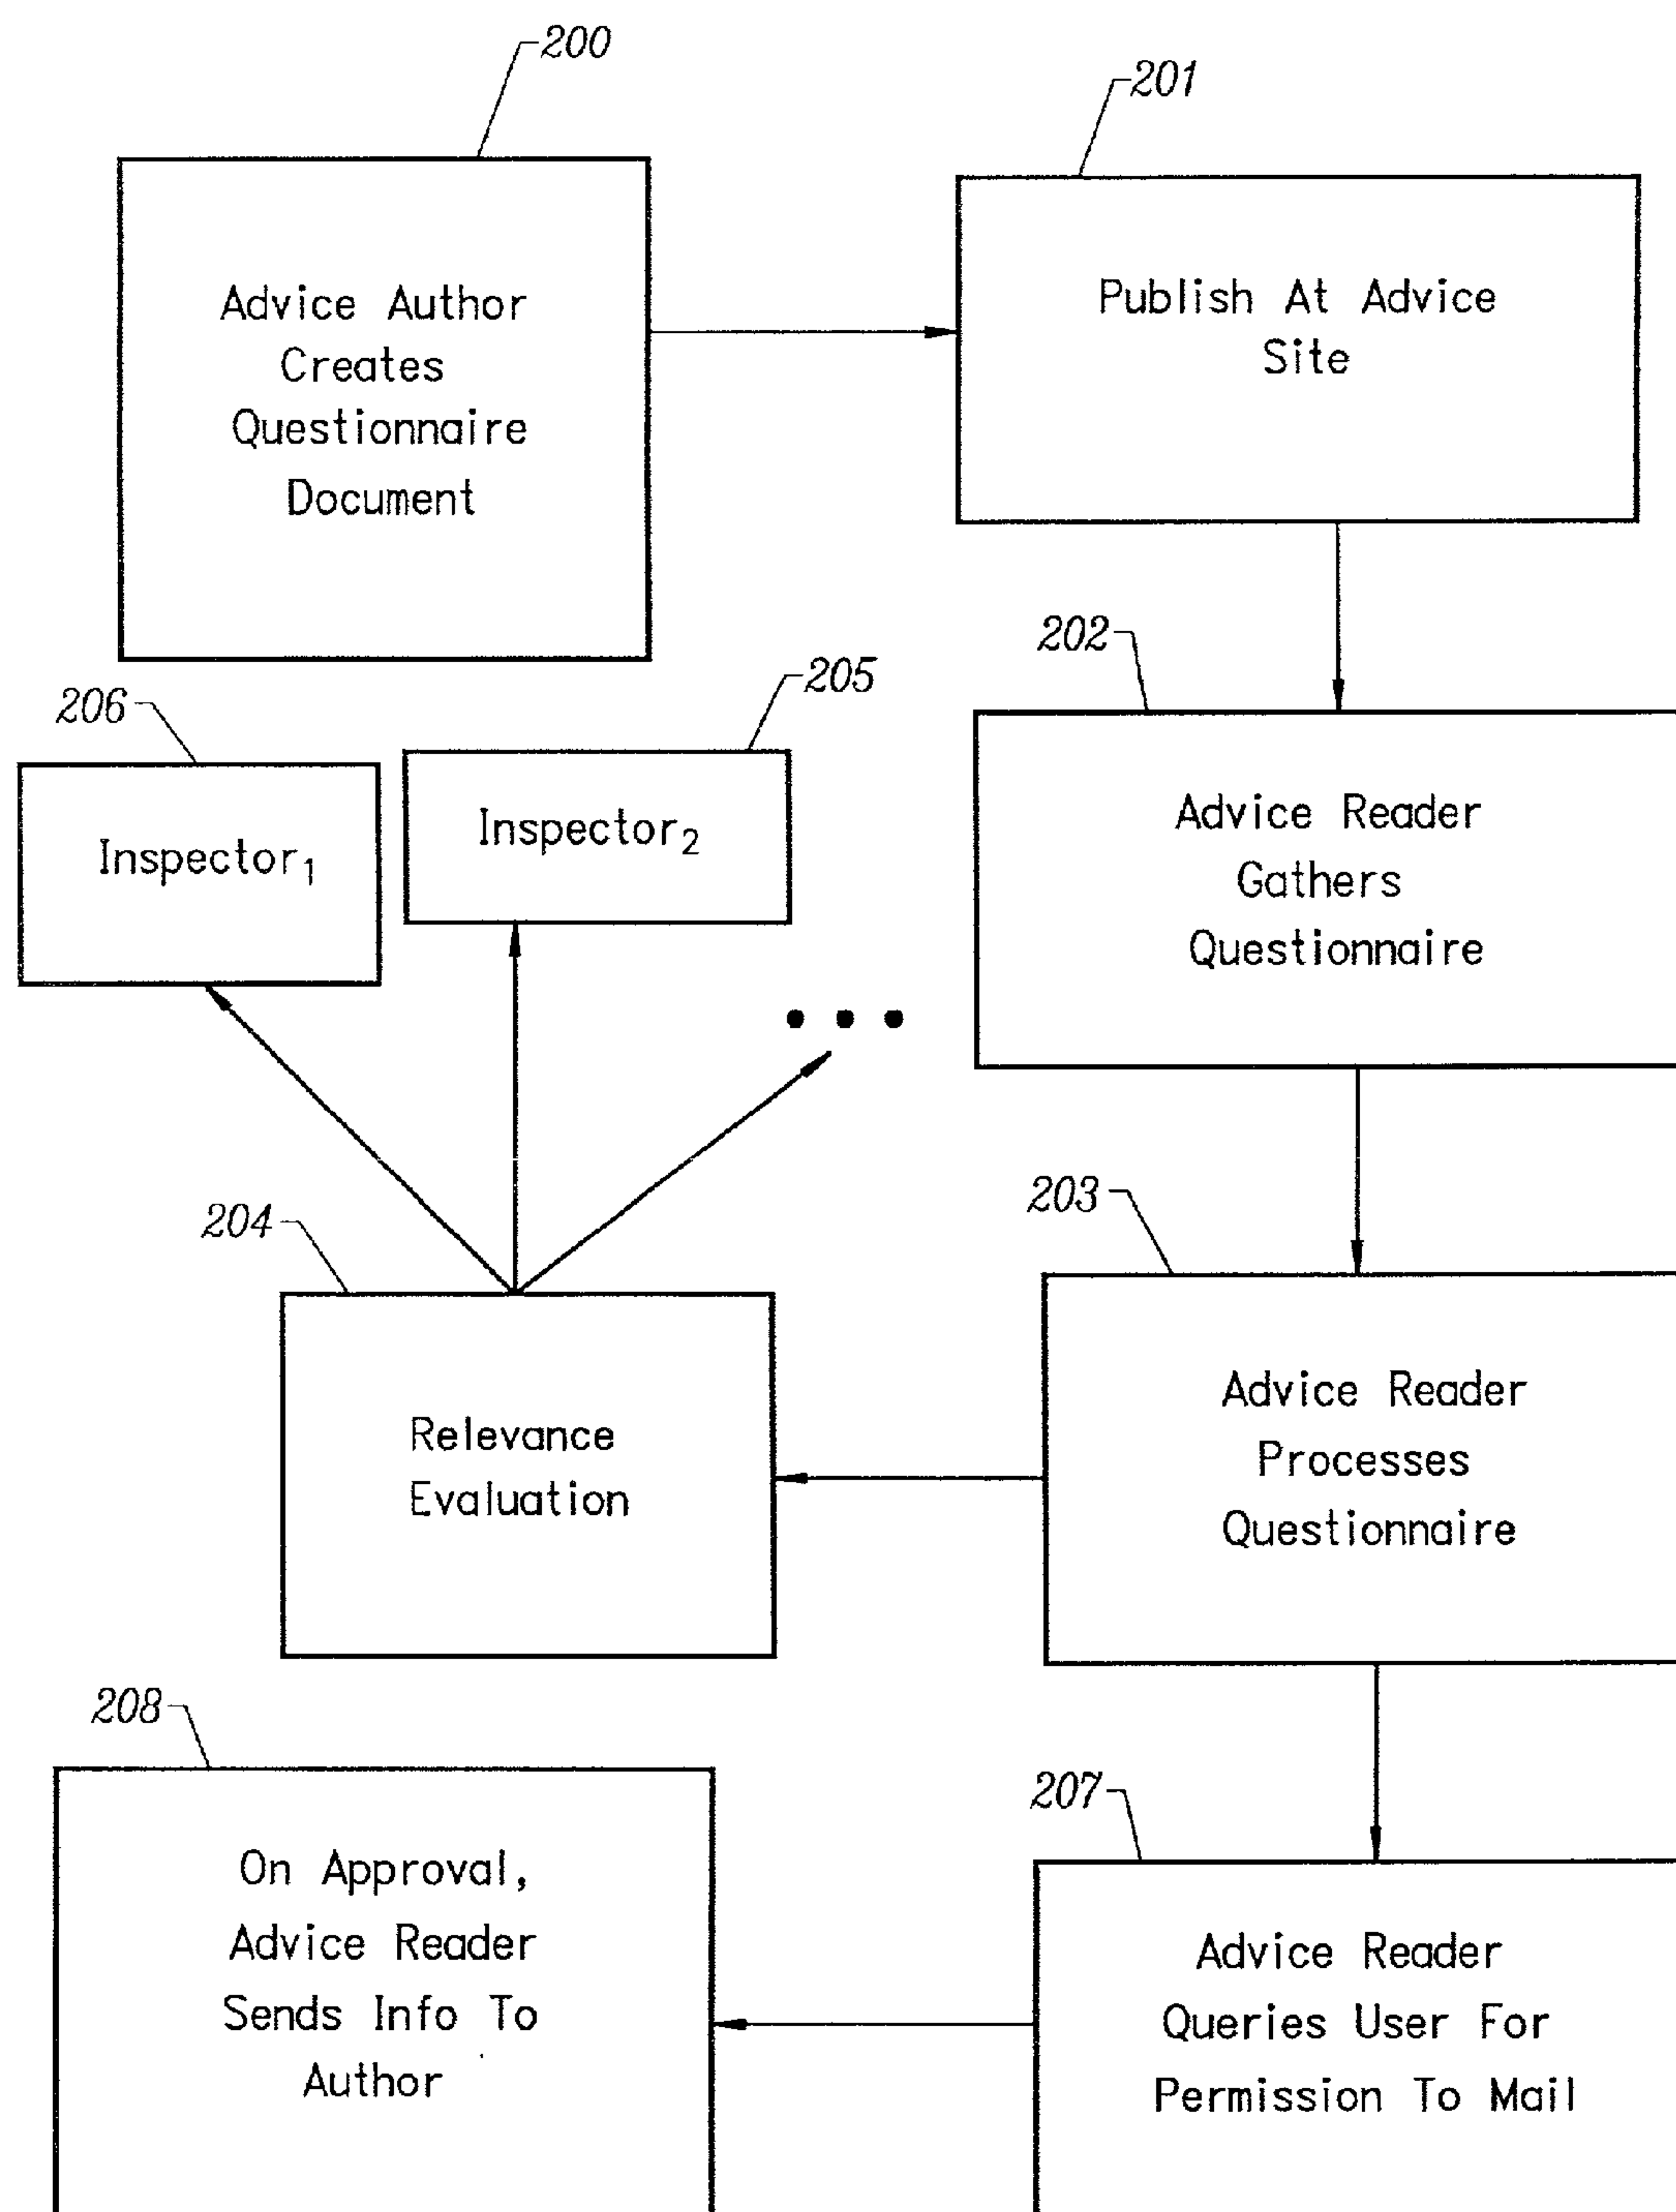 200
201
Advice Author
Creates
Questionnaire
Document
Publish At Advice
Site
202
206
205
Inspector₁
Inspector₂
Advice Reader
Gathers
Questionnaire
204
203
Relevance
Evaluation
Advice Reader
Processes
Questionnaire
208
207
On Approval,
Advice Reader
Sends Info To
Author
Advice Reader
Queries User For
Permission To Mail